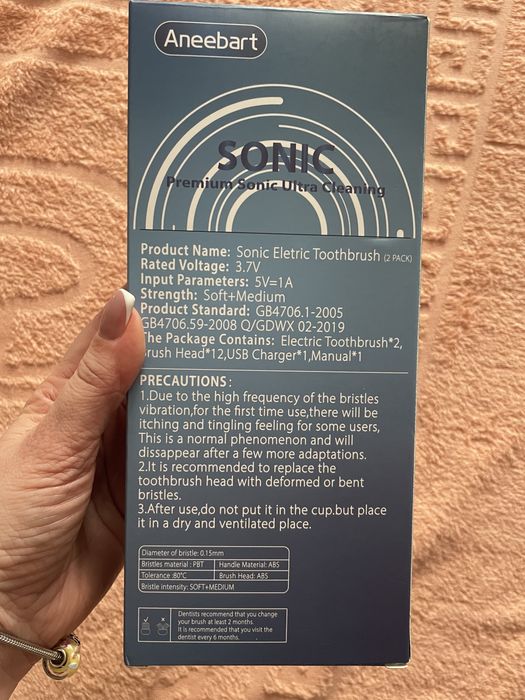 Aneebart
SONIC
Premium Sonic Ultra Cleaning
Product Name: Sonic Eletric Toothbrush (2 PACK)
Rated Voltage: 3.7V
Input Parameters: 5V=1A
Strength: Soft+Medium
Product Standard: GB4706.1-2005
GB4706.59-2008 Q/GDWX 02-2019
The Package Contains: Electric Toothbrush*2,
Brush Head*12,USB Charger*1,Manual*1
PRECAUTIONS:
1.Due to the high frequency of the bristles
vibration,for the first time use,there will be
itching and tingling feeling for some users,
This is a normal phenomenon and will
dissappear after a few more adaptations.
2.It is recommended to replace the
toothbrush head with deformed or bent
bristles.
3.After use,do not put it in the cup.but place
it in a dry and ventilated place.
Diameter of bristle: 0.15mm
Bristles material : PBT Handle Material: ABS
Tolerance :80°C Brush Head: ABS
Bristle intensity: SOFT+MEDIUM
Dentists recommend that you change
your brush at least 2 months.
It is recommended that you visit the
dentist every 6 months.